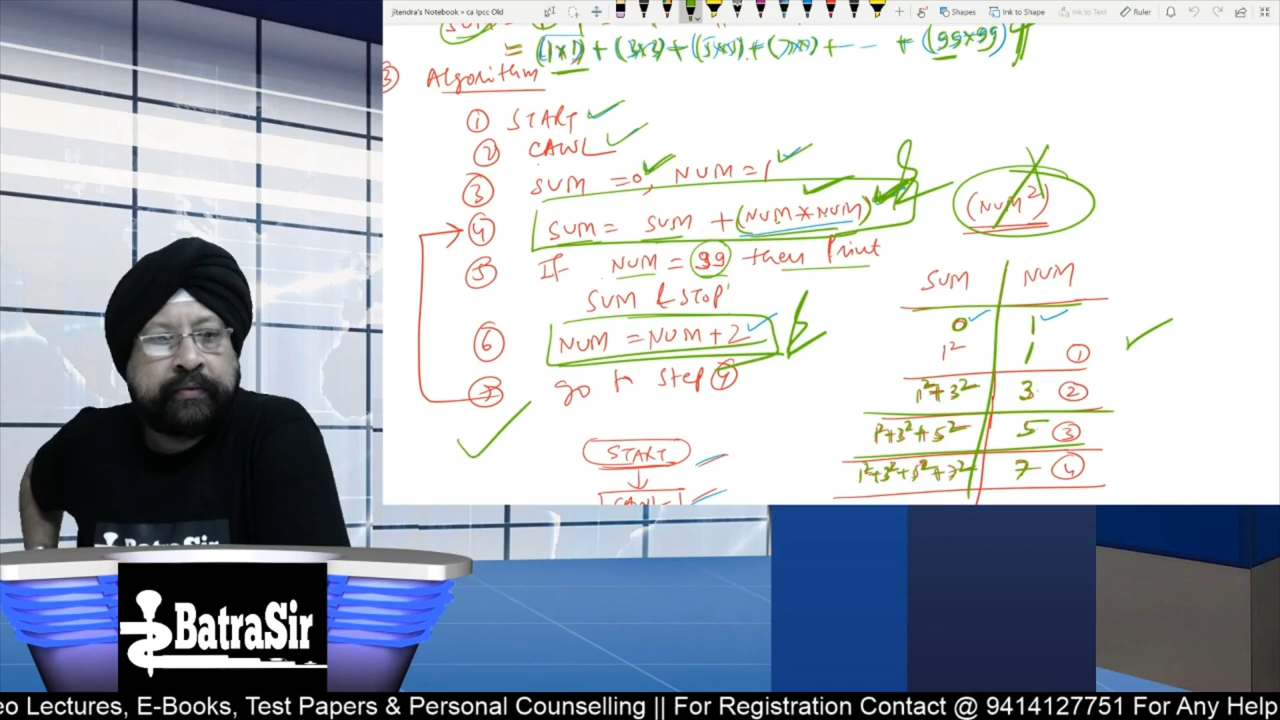 jitendra's Notebook » ca Ipcc Old
Shapes Ink to Shape Ink to Text Ruler
= (1×1) + (3×3) + (5×5) + (7×7) + - - - + (99×99)
③ Algorithm
① START
② CAWL
③ SUM = 0, NUM = 1
④ SUM = SUM + (NUM * NUM)
(NUM²)
⑤ If NUM = 99 then Print
SUM & STOP
⑥ NUM = NUM + 2
⑦ go to step ④
START
SUM NUM
0 1
1² 1 ①
1²+3² 3 ②
1²+3²+5² 5 ③
1²+3²+5²+7² 7 ④
BatraSir
BatraSir
eo Lectures, E-Books, Test Papers & Personal Counselling || For Registration Contact @ 9414127751 For Any Help